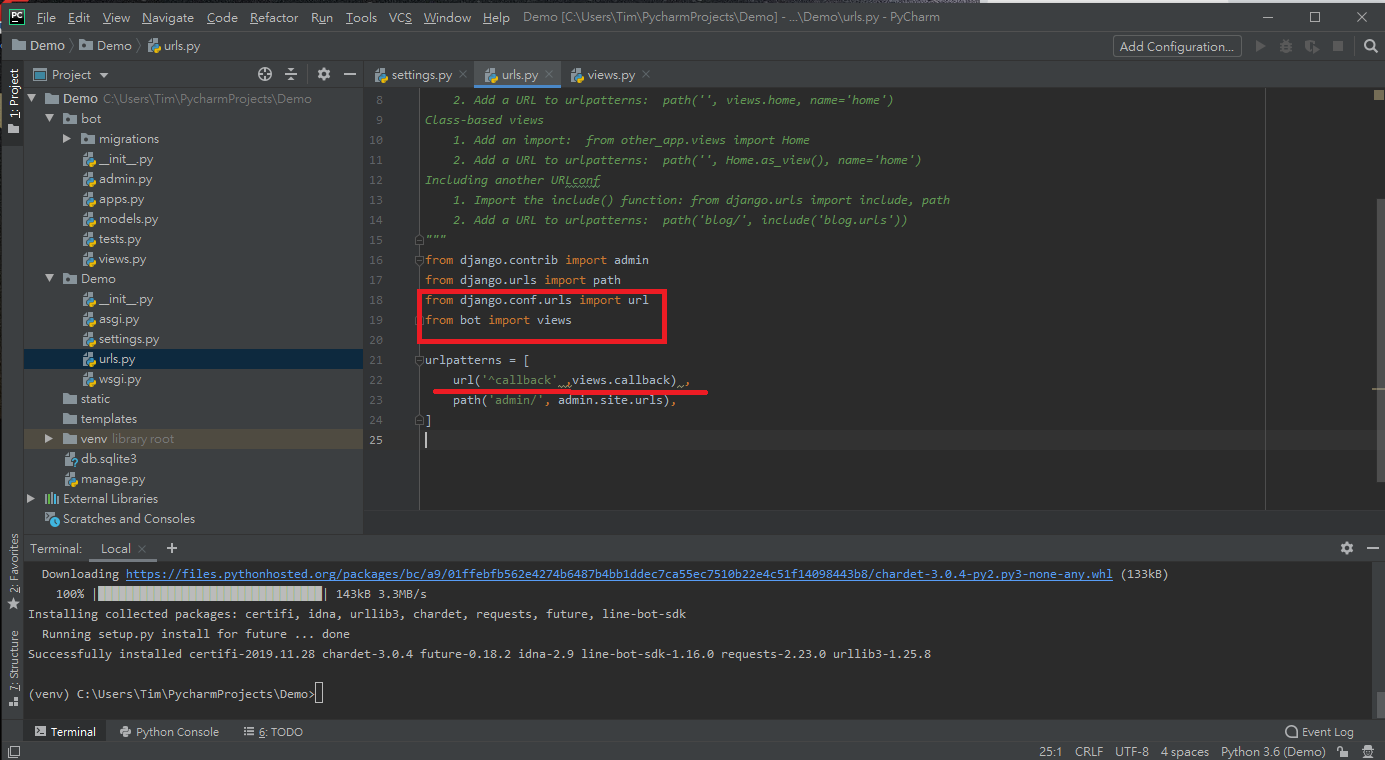 PC File Edit View Navigate Code Refactor Run Tools VCS Window Help Demo [C:\Users\Tim\PycharmProjects\Demo] - ...\Demo\urls.py - PyCharm
Demo Demo urls.py Add Configuration...
1: Project
Project
settings.py urls.py views.py
Demo C:\Users\Tim\PycharmProjects\Demo
bot
migrations
__init__.py
admin.py
apps.py
models.py
tests.py
views.py
Demo
__init__.py
asgi.py
settings.py
urls.py
wsgi.py
static
templates
venv library root
db.sqlite3
manage.py
External Libraries
Scratches and Consoles
8 2. Add a URL to urlpatterns:  path('', views.home, name='home')
9 Class-based views
10 1. Add an import:  from other_app.views import Home
11 2. Add a URL to urlpatterns:  path('', Home.as_view(), name='home')
12 Including another URLconf
13 1. Import the include() function: from django.urls import include, path
14 2. Add a URL to urlpatterns:  path('blog/', include('blog.urls'))
15 """
16 from django.contrib import admin
17 from django.urls import path
18 from django.conf.urls import url
19 from bot import views
20
21 urlpatterns = [
22 url('^callback' ,views.callback) ,
23 path('admin/', admin.site.urls),
24 ]
25
2: Favorites
7: Structure
Terminal: Local +
Downloading https://files.pythonhosted.org/packages/bc/a9/01ffebfb562e4274b6487b4bb1ddec7ca55ec7510b22e4c51f14098443b8/chardet-3.0.4-py2.py3-none-any.whl (133kB)
100% || 143kB 3.3MB/s
Installing collected packages: certifi, idna, urllib3, chardet, requests, future, line-bot-sdk
Running setup.py install for future ... done
Successfully installed certifi-2019.11.28 chardet-3.0.4 future-0.18.2 idna-2.9 line-bot-sdk-1.16.0 requests-2.23.0 urllib3-1.25.8
(venv) C:\Users\Tim\PycharmProjects\Demo>
Terminal Python Console 6: TODO Event Log
25:1 CRLF UTF-8 4 spaces Python 3.6 (Demo)